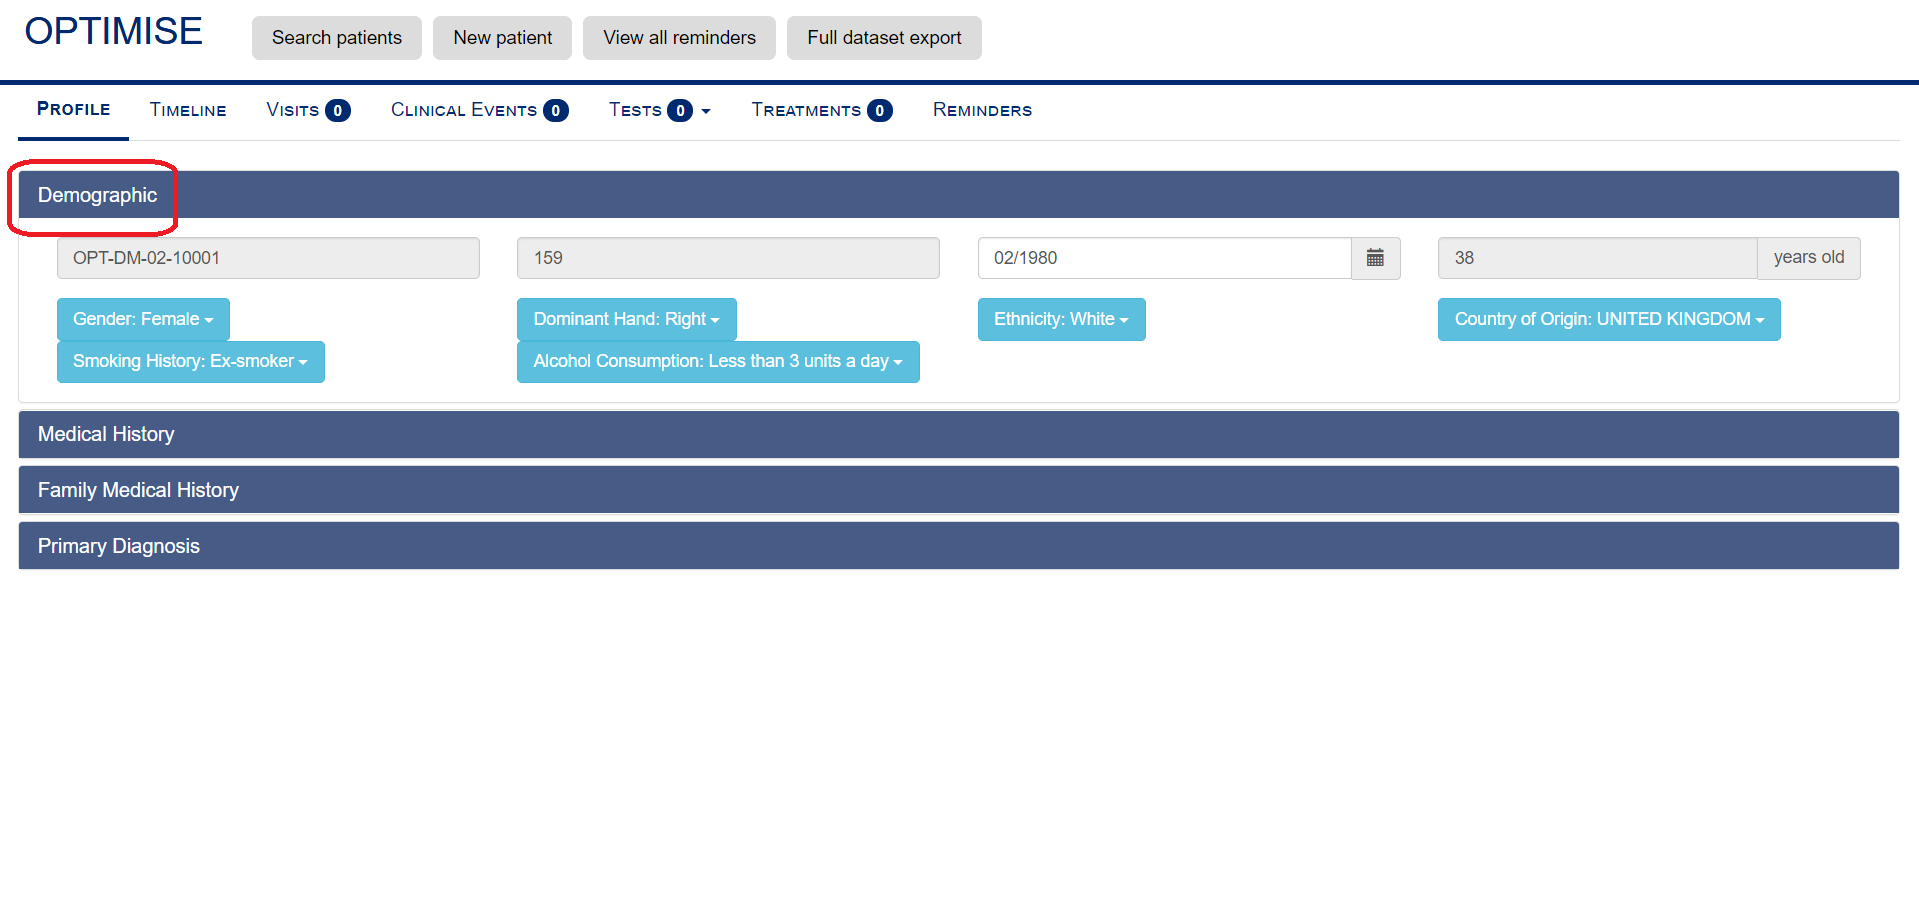 OPTIMISE
Search patients
New patient
View all reminders
Full dataset export
PROFILE
TIMELINE
VISITS 0
CLINICAL EVENTS 0
TESTS 0
TREATMENTS 0
REMINDERS
Demographic
OPT-DM-02-10001
159
02/1980
38
years old
Gender: Female
Dominant Hand: Right
Ethnicity: White
Country of Origin: UNITED KINGDOM
Smoking History: Ex-smoker
Alcohol Consumption: Less than 3 units a day
Medical History
Family Medical History
Primary Diagnosis